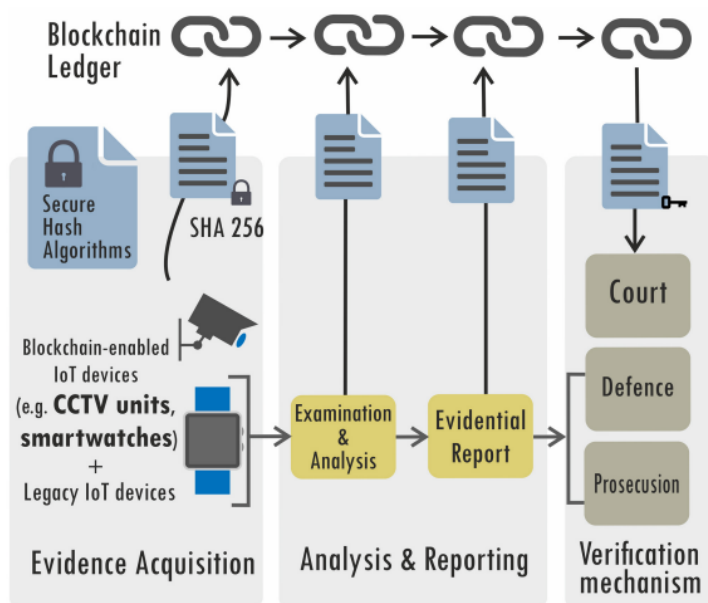 Blockchain
Ledger
Secure
Hash
Algorithms
SHA 256
Blockchain-enabled
IoT devices
(e.g. CCTV units,
smartwatches)
+
Legacy IoT devices
Evidence Acquisition
Examination
&
Analysis
Evidential
Report
Analysis & Reporting
Court
Defence
Prosecusion
Verification
mechanism